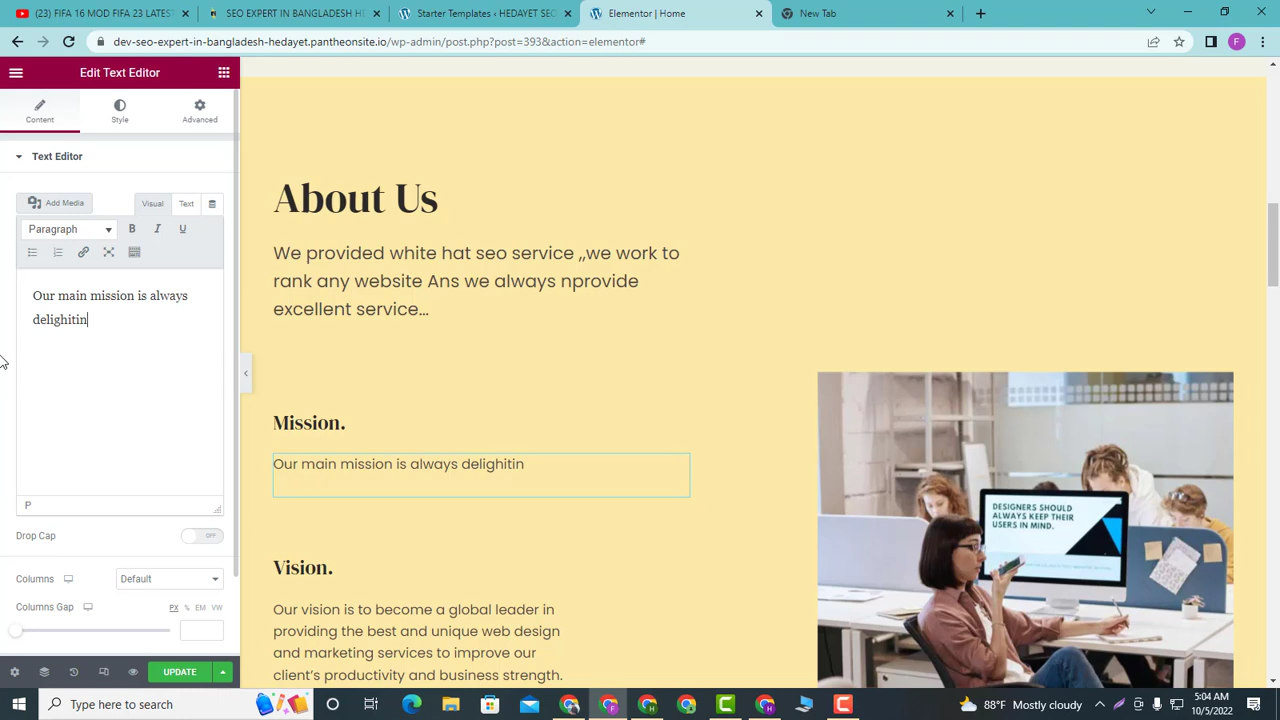 (23) FIFA 16 MOD FIFA 23 LATEST
SEO EXPERT IN BANGLADESH HE
Starter Templates ‹ HEDAYET SEO
Elementor | Home
New Tab
dev-seo-expert-in-bangladesh-hedayet.pantheonsite.io/wp-admin/post.php?post=393&action=elementor#
F
Edit Text Editor
Content
Style
Advanced
Text Editor
Add Media
Visual
Text
Paragraph
B
I
U
Our main mission is always
delighitin
P
Drop Cap
OFF
Columns
Default
Columns Gap
PX
%
EM
VW
UPDATE
About Us
We provided white hat seo service ,,we work to
rank any website Ans we always nprovide
excellent service...
Mission.
Our main mission is always delighitin
Vision.
Our vision is to become a global leader in
providing the best and unique web design
and marketing services to improve our
client's productivity and business strength.
DESIGNERS SHOULD
ALWAYS KEEP THEIR
USERS IN MIND.
Type here to search
88°F Mostly cloudy
5:04 AM
10/5/2022